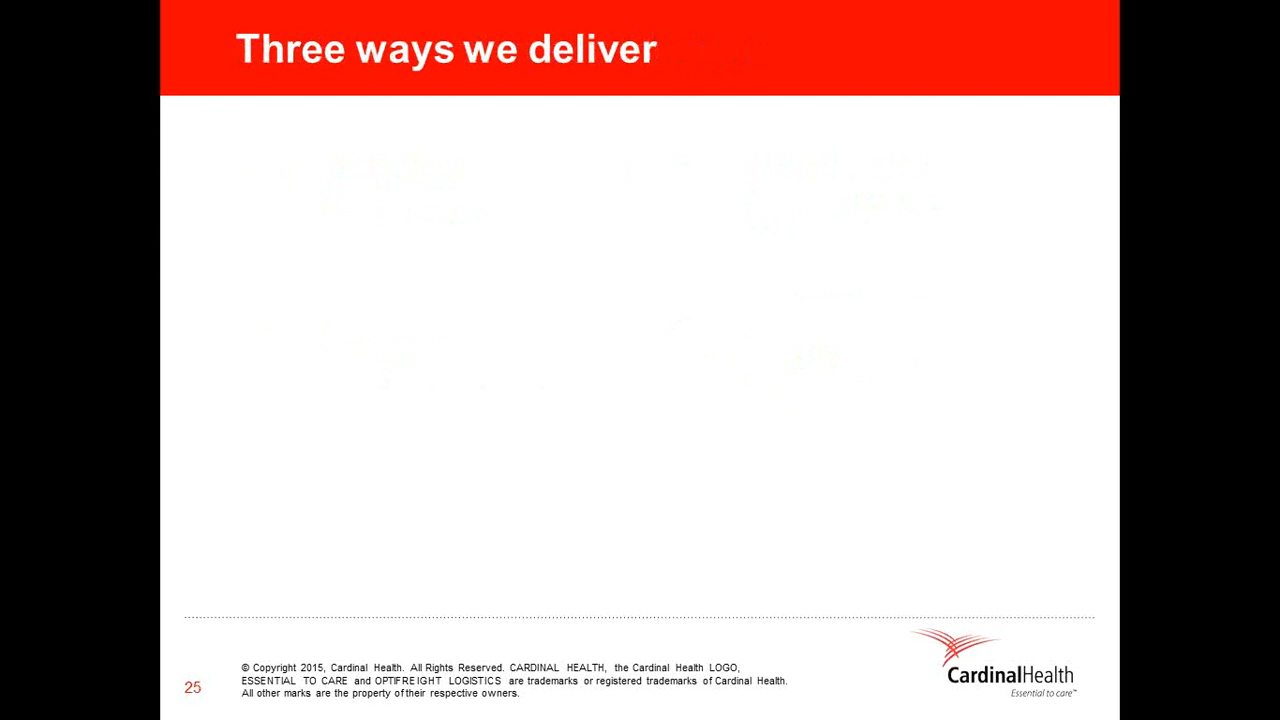 Three ways we deliver
© Copyright 2015, Cardinal Health. All Rights Reserved. CARDINAL HEALTH, the Cardinal Health LOGO,
ESSENTIAL TO CARE and OPTIFREIGHT LOGISTICS are trademarks or registered trademarks of Cardinal Health.
All other marks are the property of their respective owners.
25
CardinalHealth
Essential to care™